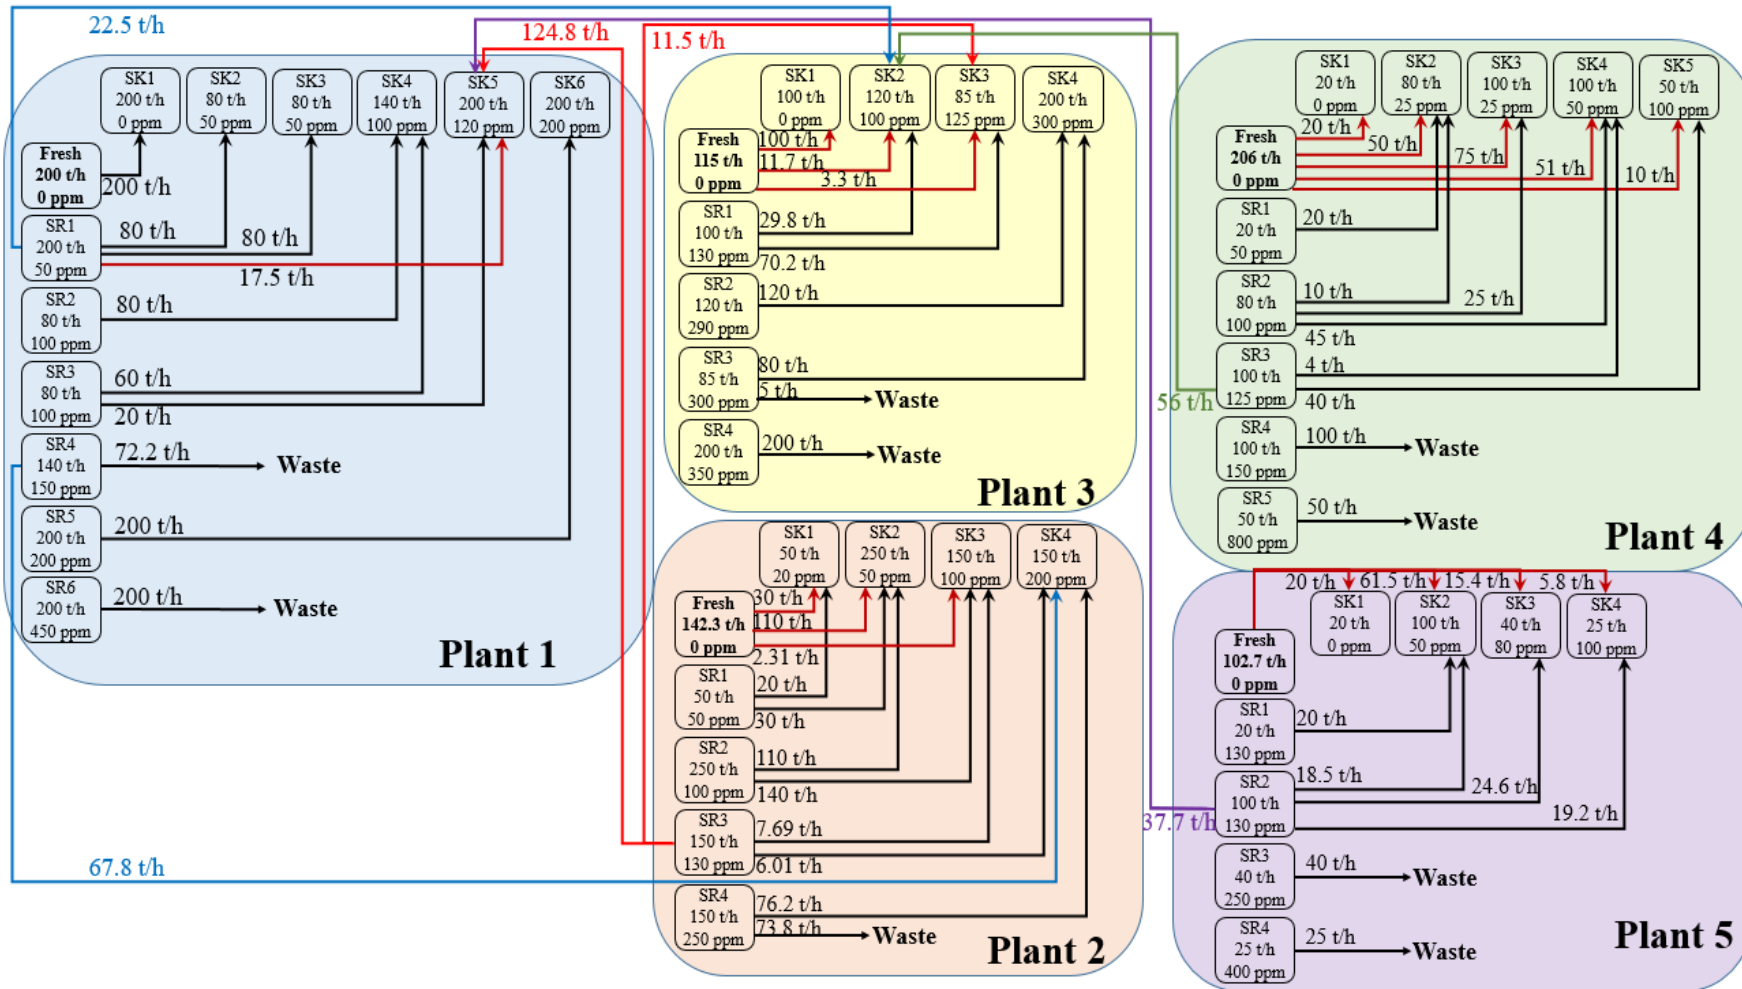 22.5 t/h
124.8 t/h
11.5 t/h
SK1
200 t/h
0 ppm
SK2
80 t/h
50 ppm
SK3
80 t/h
50 ppm
SK4
140 t/h
100 ppm
SK5
200 t/h
120 ppm
SK6
200 t/h
200 ppm
Fresh
200 t/h
0 ppm
200 t/h
SR1
200 t/h
50 ppm
80 t/h
80 t/h
17.5 t/h
SR2
80 t/h
100 ppm
80 t/h
SR3
80 t/h
100 ppm
60 t/h
20 t/h
SR4
140 t/h
150 ppm
72.2 t/h
Waste
SR5
200 t/h
200 ppm
200 t/h
SR6
200 t/h
450 ppm
200 t/h
Waste
Plant 1
67.8 t/h
SK1
100 t/h
0 ppm
SK2
120 t/h
100 ppm
SK3
85 t/h
125 ppm
SK4
200 t/h
300 ppm
Fresh
115 t/h
0 ppm
100 t/h
11.7 t/h
3.3 t/h
SR1
100 t/h
130 ppm
29.8 t/h
70.2 t/h
SR2
120 t/h
290 ppm
120 t/h
SR3
85 t/h
300 ppm
80 t/h
5 t/h
Waste
SR4
200 t/h
350 ppm
200 t/h
Waste
Plant 3
SK1
50 t/h
20 ppm
SK2
250 t/h
50 ppm
SK3
150 t/h
100 ppm
SK4
150 t/h
200 ppm
Fresh
142.3 t/h
0 ppm
30 t/h
110 t/h
2.31 t/h
SR1
50 t/h
50 ppm
20 t/h
30 t/h
SR2
250 t/h
100 ppm
110 t/h
140 t/h
SR3
150 t/h
130 ppm
7.69 t/h
6.01 t/h
SR4
150 t/h
250 ppm
76.2 t/h
73.8 t/h
Waste
Plant 2
SK1
20 t/h
0 ppm
SK2
80 t/h
25 ppm
SK3
100 t/h
25 ppm
SK4
100 t/h
50 ppm
SK5
50 t/h
100 ppm
Fresh
206 t/h
0 ppm
20 t/h
50 t/h
75 t/h
51 t/h
10 t/h
SR1
20 t/h
50 ppm
20 t/h
SR2
80 t/h
100 ppm
10 t/h
25 t/h
45 t/h
SR3
100 t/h
125 ppm
4 t/h
40 t/h
56 t/h
SR4
100 t/h
150 ppm
100 t/h
Waste
SR5
50 t/h
800 ppm
50 t/h
Waste
Plant 4
20 t/h
61.5 t/h
15.4 t/h
5.8 t/h
SK1
20 t/h
0 ppm
SK2
100 t/h
50 ppm
SK3
40 t/h
80 ppm
SK4
25 t/h
100 ppm
Fresh
102.7 t/h
0 ppm
SR1
20 t/h
130 ppm
20 t/h
SR2
100 t/h
130 ppm
18.5 t/h
24.6 t/h
19.2 t/h
37.7 t/h
SR3
40 t/h
250 ppm
40 t/h
Waste
SR4
25 t/h
400 ppm
25 t/h
Waste
Plant 5